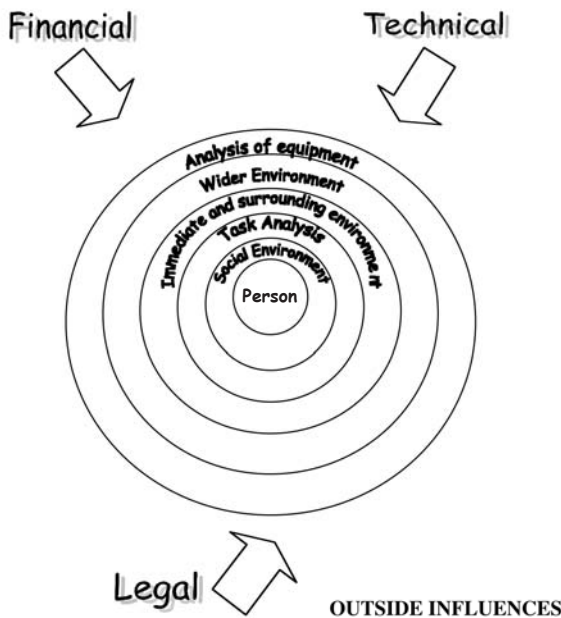 Financial
Technical
Analysis of equipment
Wider Environment
Immediate and surrounding environment
Task Analysis
Social Environment
Person
Legal
OUTSIDE INFLUENCES